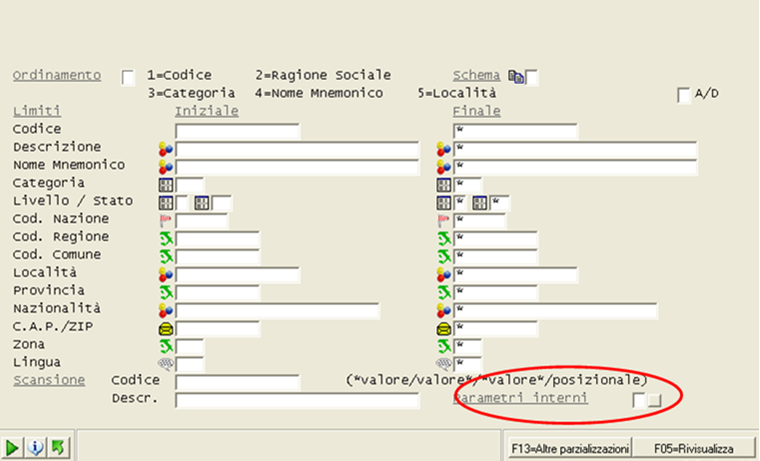 Ordinamento 1=Codice 2=Ragione Sociale Schema
3=Categoria 4=Nome Mnemonico 5=Località A/D
Limiti Iniziale Finale
Codice *
Descrizione *
Nome Mnemonico *
Categoria *
Livello / Stato * *
Cod. Nazione *
Cod. Regione *
Cod. Comune *
Località *
Provincia *
Nazionalità *
C.A.P./ZIP *
Zona *
Lingua *
Scansione Codice (*valore/valore*/*valore*/posizionale)
Descr. Parametri interni
F13=Altre parzializzazioni F05=Rivisualizza